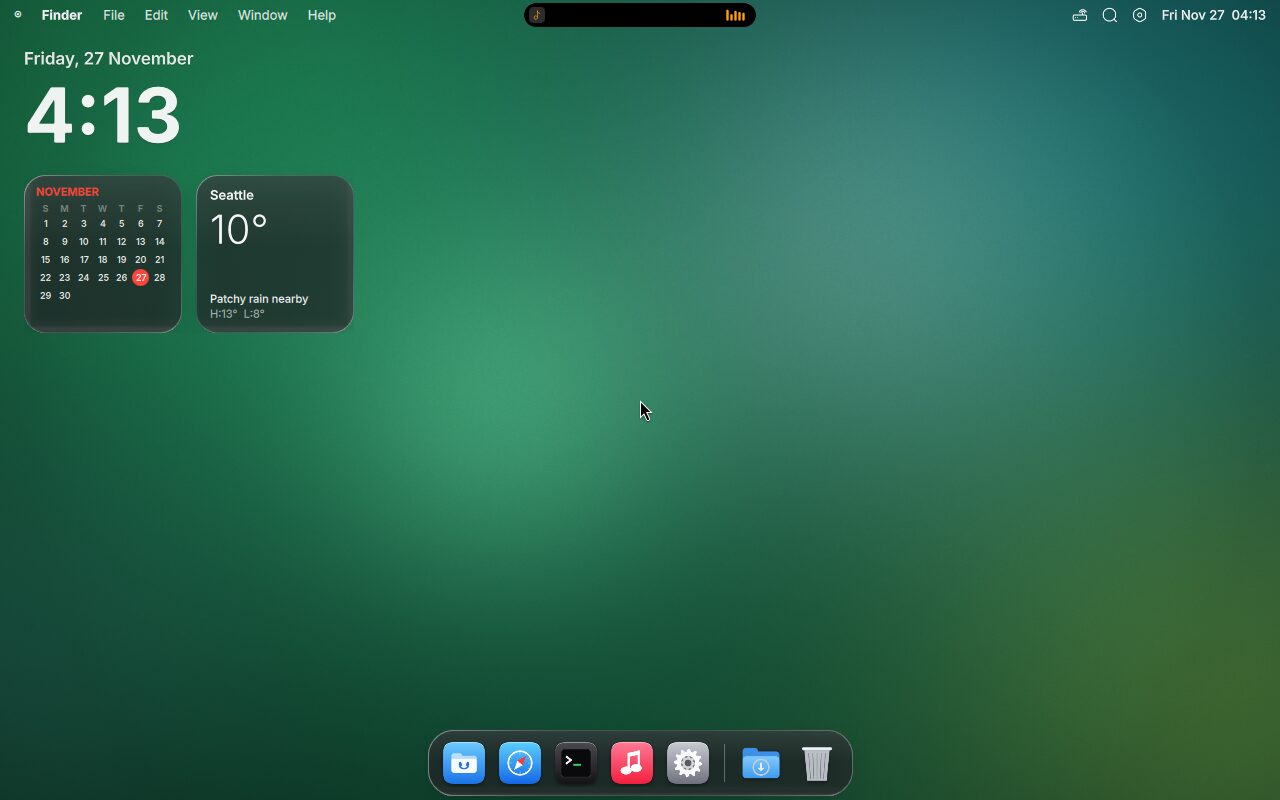 Finder File Edit View Window Help
Fri Nov 27 04:13
Friday, 27 November
4:13
NOVEMBER
S M T W T F S
1 2 3 4 5 6 7
8 9 10 11 12 13 14
15 16 17 18 19 20 21
22 23 24 25 26 27 28
29 30
Seattle
10°
Patchy rain nearby
H:13° L:8°